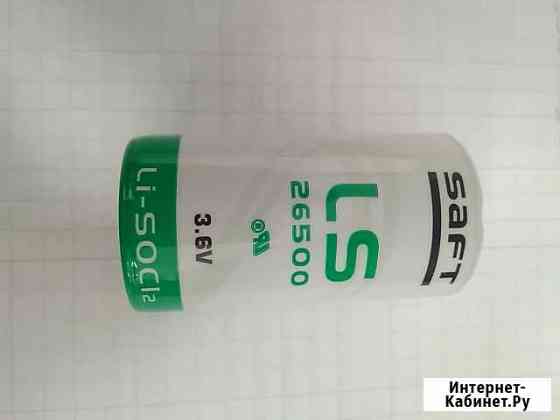 saft
LS
26500
3.6V
Li-SOCl2
Интернет-
Кабинет.Ру